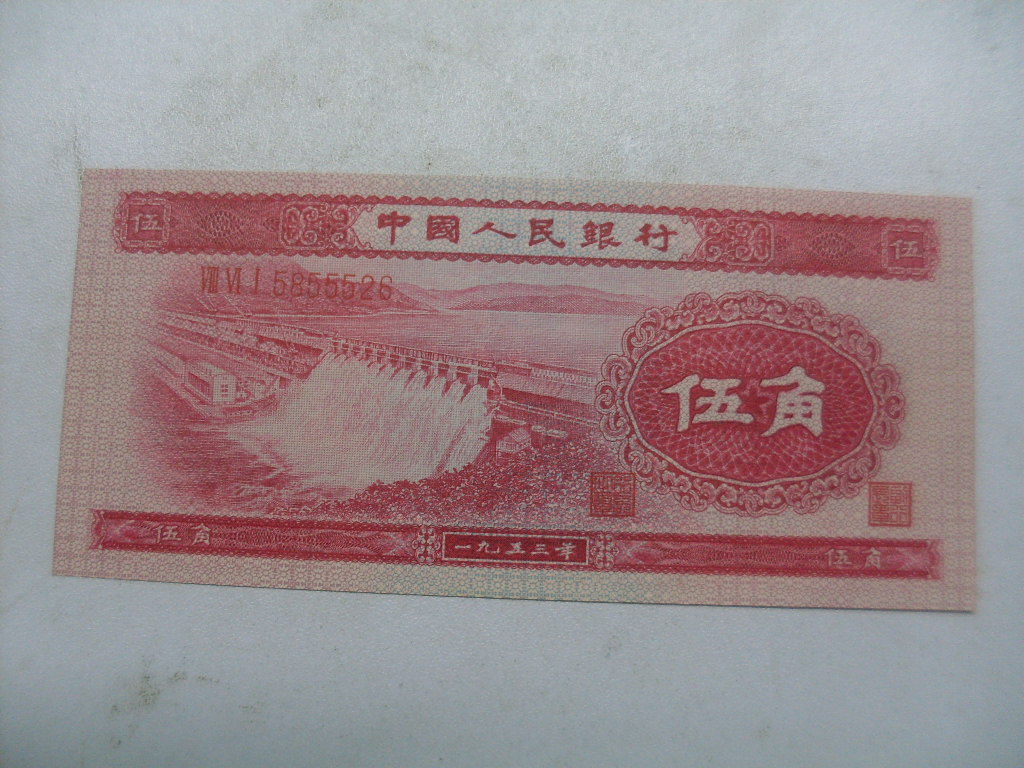 伍 中國人民銀行 伍
VIII VI I 5855526
伍角
伍角 一九五三年 伍角